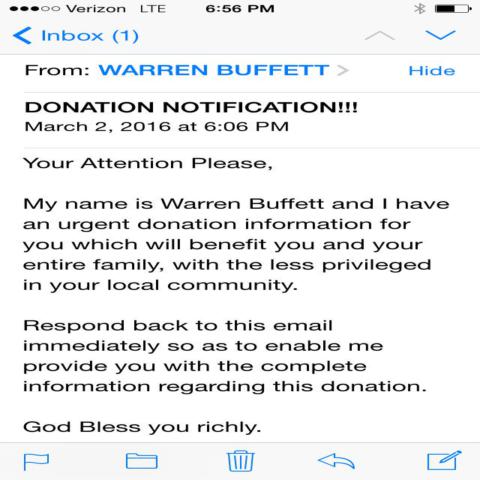 Verizon LTE 6:56 PM
Inbox (1)
From: WARREN BUFFETT Hide
DONATION NOTIFICATION!!!
March 2, 2016 at 6:06 PM
Your Attention Please,
My name is Warren Buffett and I have
an urgent donation information for
you which will benefit you and your
entire family, with the less privileged
in your local community.
Respond back to this email
immediately so as to enable me
provide you with the complete
information regarding this donation.
God Bless you richly.